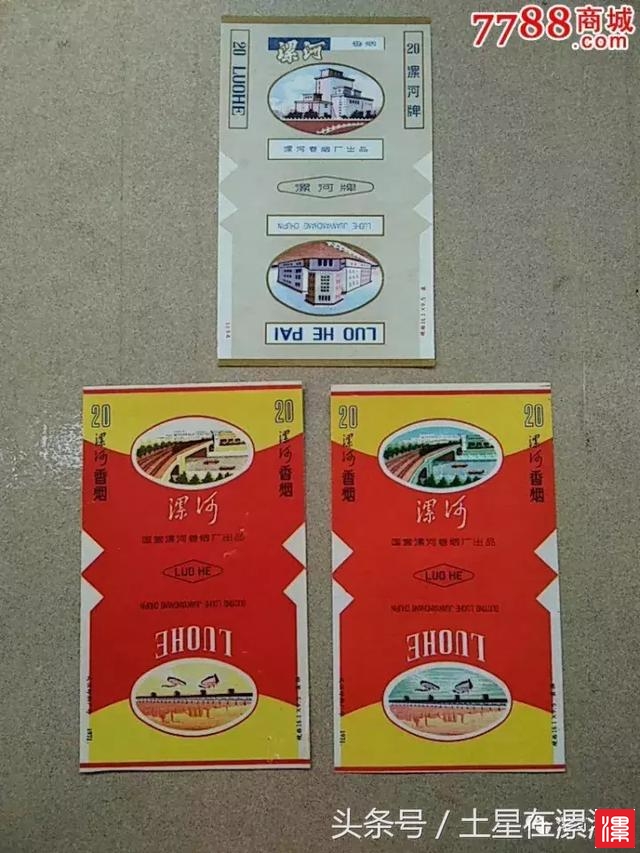 7788商城
.com
20 LUOHE
漯河
香烟
20 漯河牌
漯河卷烟厂出品
漯河牌
LUOHE JUANYANCHANG CHUPIN
LUO HE PAI
20
漯河香烟
20
漯河香烟
漯河
国营漯河卷烟厂出品
LUO HE
GUOYING LUOHE JUANYANCHANG CHUPIN
LUOHE
20
漯河香烟
20
漯河香烟
漯河
国营漯河卷烟厂出品
LUO HE
GUOYING LUOHE JUANYANCHANG CHUPIN
LUOHE
头条号／土星在漯
漯